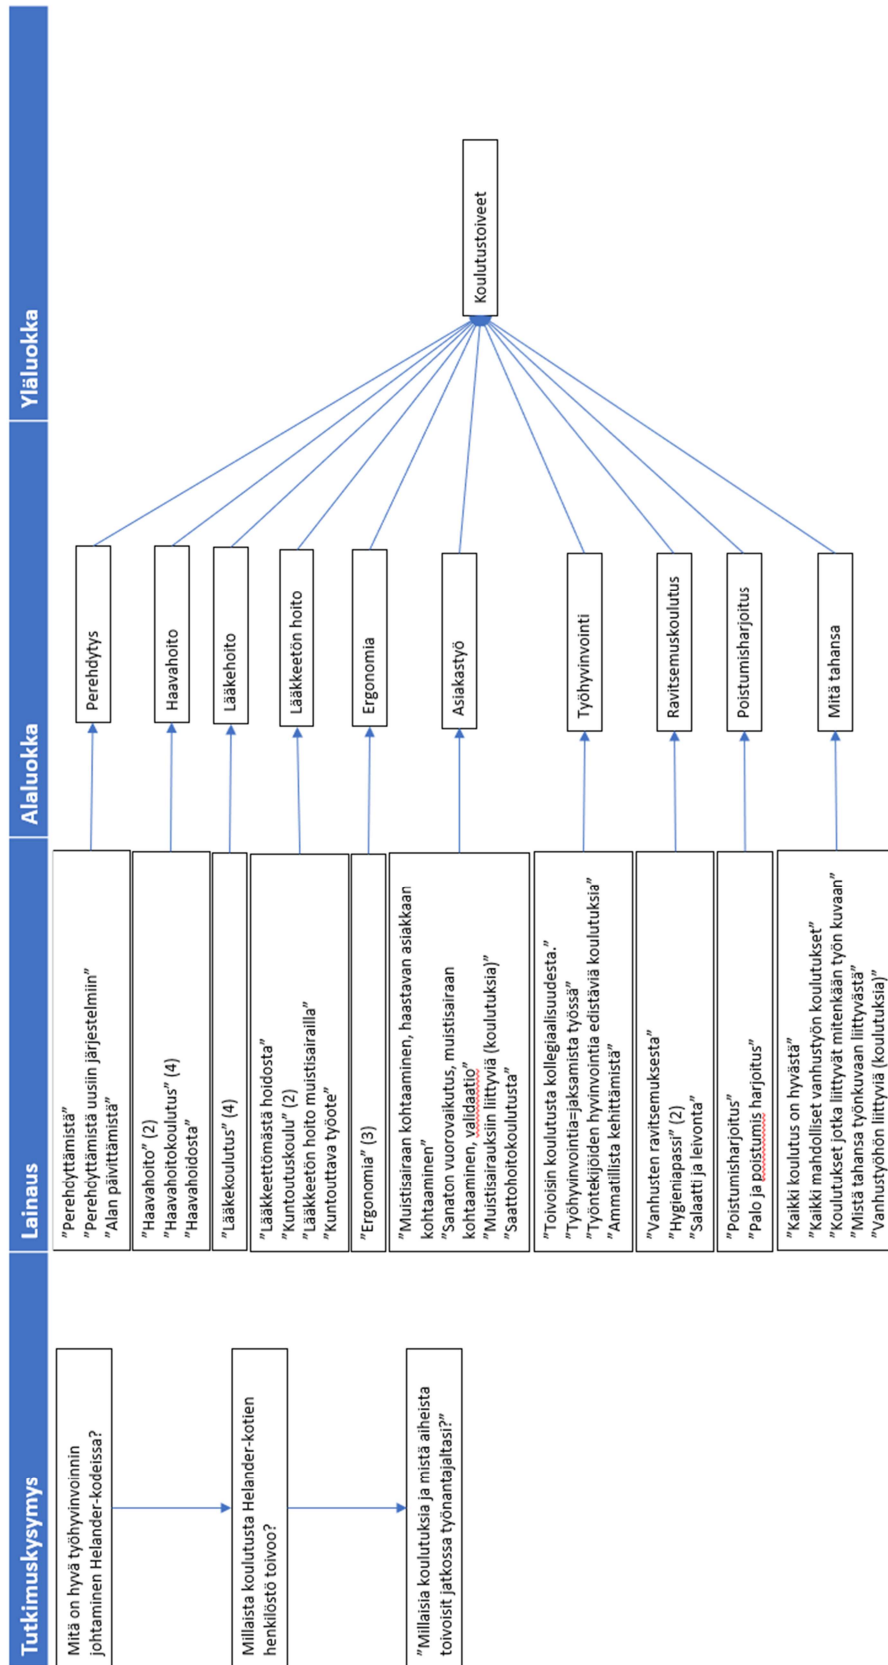 Tutkimuskysymys
Lainaus
Alaluokka
Yläluokka
Mitä on hyvä työhyvinvoinnin
johtaminen Helander-kodeissa?
Millaista koulutusta Helander-kotien
henkilöstö toivoo?
”Millaisia koulutuksia ja mistä aiheista
toivoisit jatkossa työnantajaltasi?”
”Perehdyttämistä”
”Perehdyttämistä uusiin järjestelmiin”
”Alan päivittämistä”
”Haavahoito” (2)
”Haavahoitokoulutus” (4)
”Haavahoidosta”
”Lääkekoulutus” (4)
”Lääkkeettömästä hoidosta”
”Kuntoutuskoulu” (2)
”Lääkkeetön hoito muistisairailla”
”Kuntouttava työote”
”Ergonomia” (3)
”Muistisairaan kohtaaminen, haastavan asiakkaan
kohtaaminen”
”Sanaton vuorovaikutus, muistisairaan
kohtaaminen, validaatio”
”Muistisairauksiin liittyviä (koulutuksia)”
”Saattohoitokoulutusta”
”Toivoisin koulutusta kollegiaalisuudesta.”
”Työhyvinvointia=jaksamista työssä”
”Työntekijöiden hyvinvointia edistäviä koulutuksia”
”Ammatillista kehittämistä”
”Vanhusten ravitsemuksesta”
”Hygieniapassi” (2)
”Salaatti ja leivonta”
”Poistumisharjoitus”
”Palo ja poistumis harjoitus”
”Kaikki koulutus on hyvästä”
”Kaikki mahdolliset vanhustyön koulutukset”
”Koulutukset jotka liittyvät mitenkään työn kuvaan”
”Mistä tahansa työnkuvaan liittyvästä”
”Vanhustyöhön liittyviä (koulutuksia)”
Perehdytys
Haavahoito
Lääkehoito
Lääkkeetön hoito
Ergonomia
Asiakastyö
Työhyvinvointi
Ravitsemuskoulutus
Poistumisharjoitus
Mitä tahansa
Koulutustoiveet